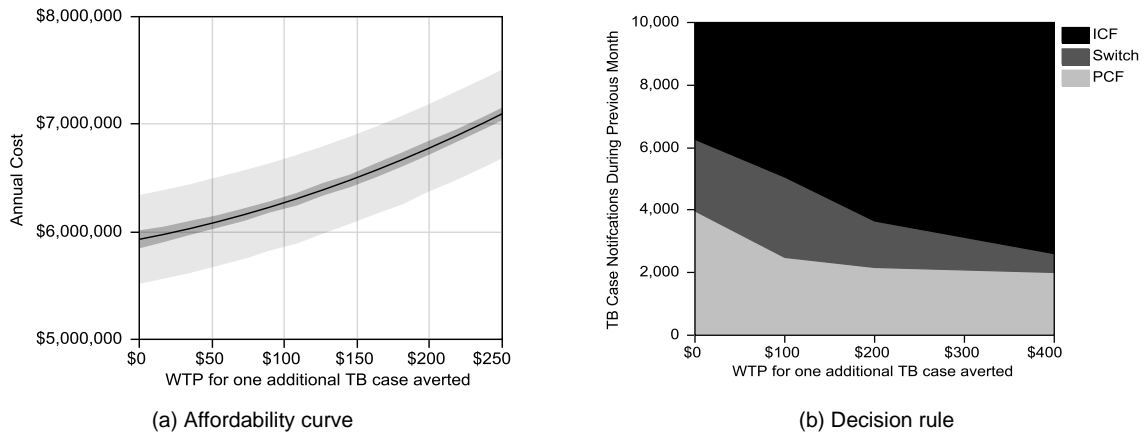 $8,000,000
$7,000,000
$6,000,000
$5,000,000
Annual Cost
$0 $50 $100 $150 $200 $250
WTP for one additional TB case averted
(a) Affordability curve
10,000
8,000
6,000
4,000
2,000
0
TB Case Notifcations During Previous Month
$0 $100 $200 $300 $400
WTP for one additional TB case averted
ICF
Switch
PCF
(b) Decision rule